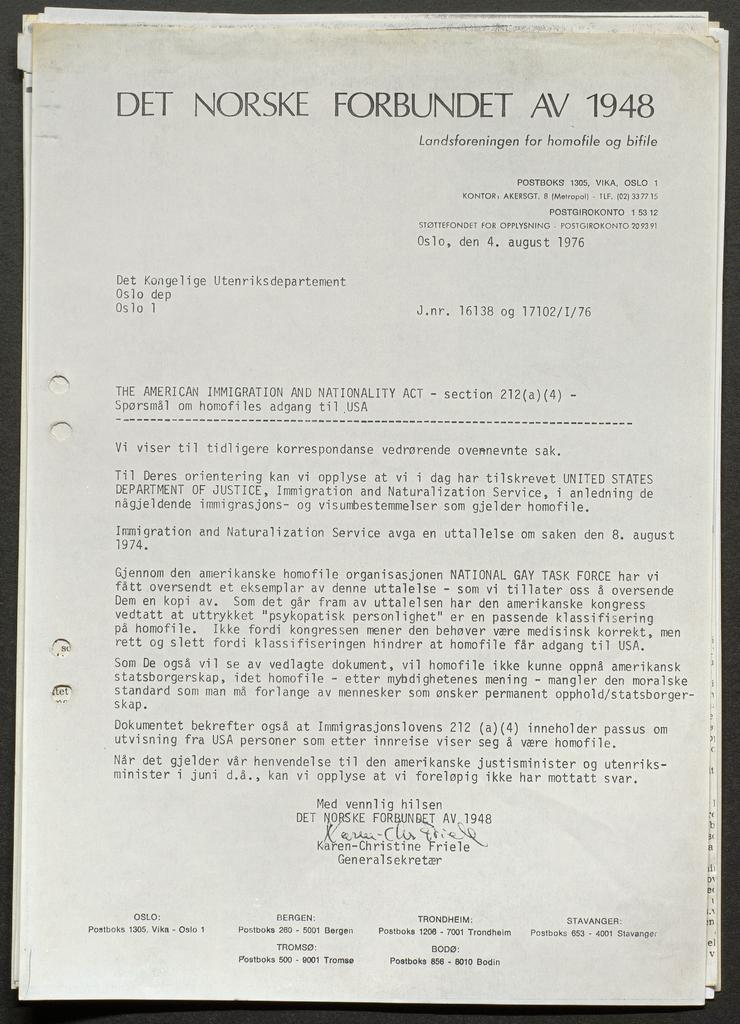 DET NORSKE FORBUNDET AV 1948
Landsforeningen for homofile og bifile
POSTBOKS 1305, VIKA, OSLO 1
KONTOR: AKERSGT. 8 (Metropol) - TLF. (02) 33 77 15
POSTGIROKONTO 1 53 12
STØTTEFONDET FOR OPPLYSNING - POSTGIROKONTO 20 93 91
Oslo, den 4. august 1976
Det Kongelige Utenriksdepartement
Oslo dep
Oslo 1
J.nr. 16138 og 17102/I/76
THE AMERICAN IMMIGRATION AND NATIONALITY ACT - section 212(a)(4) -
Spørsmål om homofiles adgang til USA
Vi viser til tidligere korrespondanse vedrørende ovennevnte sak.
Til Deres orientering kan vi opplyse at vi i dag har tilskrevet UNITED STATES
DEPARTMENT OF JUSTICE, Immigration and Naturalization Service, i anledning de
någjeldende immigrasjons- og visumbestemmelser som gjelder homofile.
Immigration and Naturalization Service avga en uttallelse om saken den 8. august
1974.
Gjennom den amerikanske homofile organisasjonen NATIONAL GAY TASK FORCE har vi
fått oversendt et eksemplar av denne uttalelse - som vi tillater oss å oversende
Dem en kopi av. Som det går fram av uttalelsen har den amerikanske kongress
vedtatt at uttrykket "psykopatisk personlighet" er en passende klassifisering
på homofile. Ikke fordi kongressen mener den behøver være medisinsk korrekt, men
rett og slett fordi klassifiseringen hindrer at homofile får adgang til USA.
Som De også vil se av vedlagte dokument, vil homofile ikke kunne oppnå amerikansk
statsborgerskap, idet homofile - etter mybdighetenes mening - mangler den moralske
standard som man må forlange av mennesker som ønsker permanent opphold/statsborger-
skap.
Dokumentet bekrefter også at Immigrasjonslovens 212 (a)(4) inneholder passus om
utvisning fra USA personer som etter innreise viser seg å være homofile.
Når det gjelder vår henvendelse til den amerikanske justisminister og utenriks-
minister i juni d.å., kan vi opplyse at vi foreløpig ikke har mottatt svar.
Med vennlig hilsen
DET NORSKE FORBUNDET AV 1948
Karen-Chr Friele
Karen-Christine Friele
Generalsekretær
OSLO:
Postboks 1305, Vika - Oslo 1
BERGEN:
Postboks 260 - 5001 Bergen
TRONDHEIM:
Postboks 1206 - 7001 Trondheim
STAVANGER:
Postboks 653 - 4001 Stavanger
TROMSØ:
Postboks 500 - 9001 Tromsø
BODØ:
Postboks 856 - 8010 Bodin